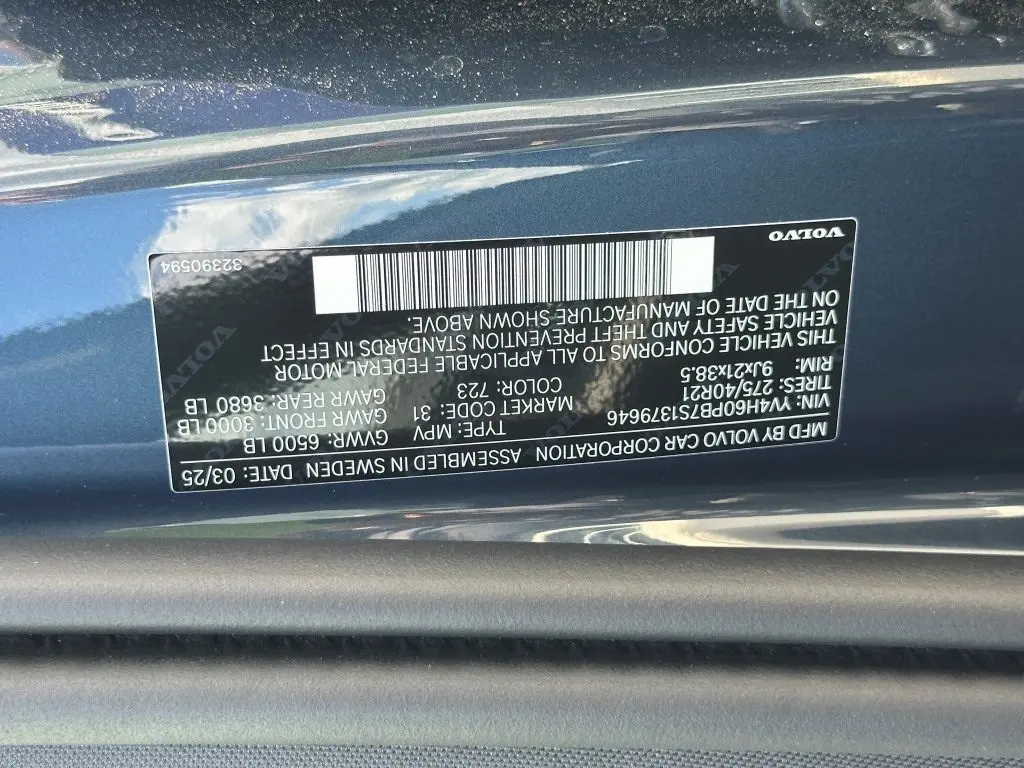 MFD BY VOLVO CAR CORPORATION ASSEMBLED IN SWEDEN DATE: 03/25
VIN: YV4H60PB7S1379646 TYPE: MPV GVWR: 6500 LB
TIRES: 275/40R21 MARKET CODE: 31 GAWR FRONT: 3000 LB
RIM: 9Jx21x38.5 COLOR: 723 GAWR REAR: 3680 LB
THIS VEHICLE CONFORMS TO ALL APPLICABLE FEDERAL MOTOR
VEHICLE SAFETY AND THEFT PREVENTION STANDARDS IN EFFECT
ON THE DATE OF MANUFACTURE SHOWN ABOVE.
VOLVO 32390594